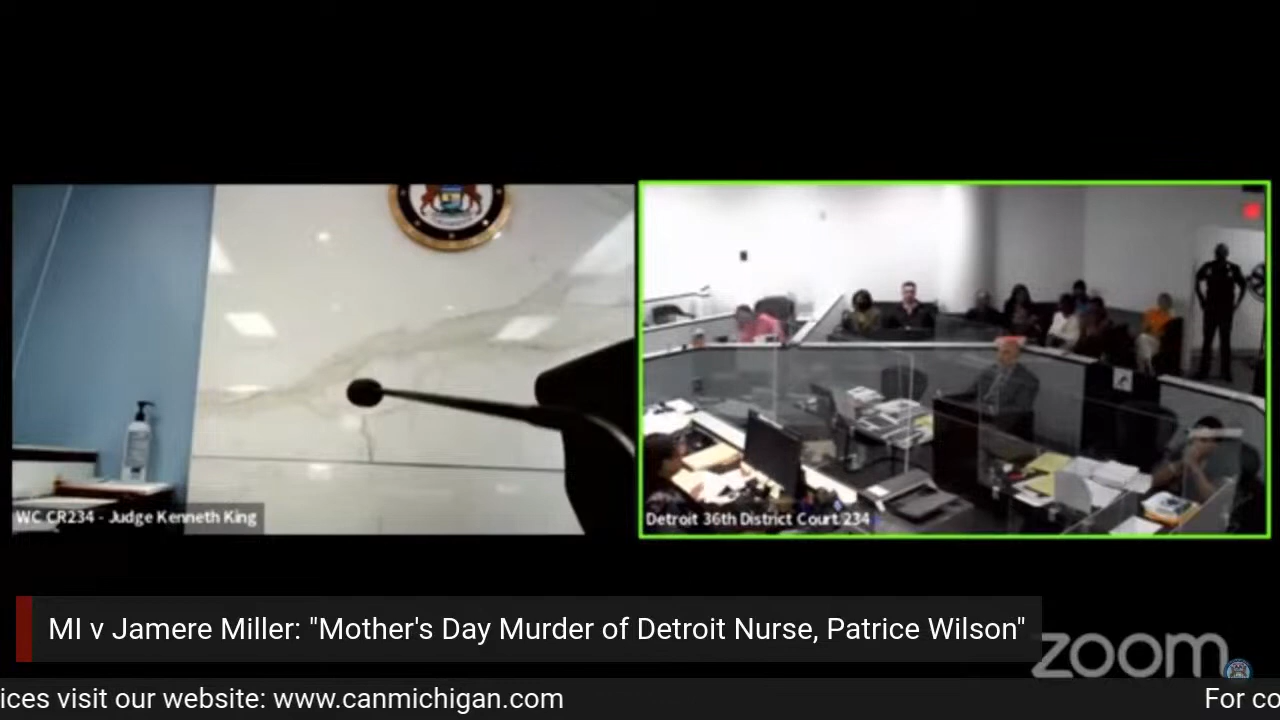 WC CR234 - Judge Kenneth King
Detroit 36th District Court 234
MI v Jamere Miller: "Mother's Day Murder of Detroit Nurse, Patrice Wilson"
zoom
ices visit our website: www.canmichigan.com
For co